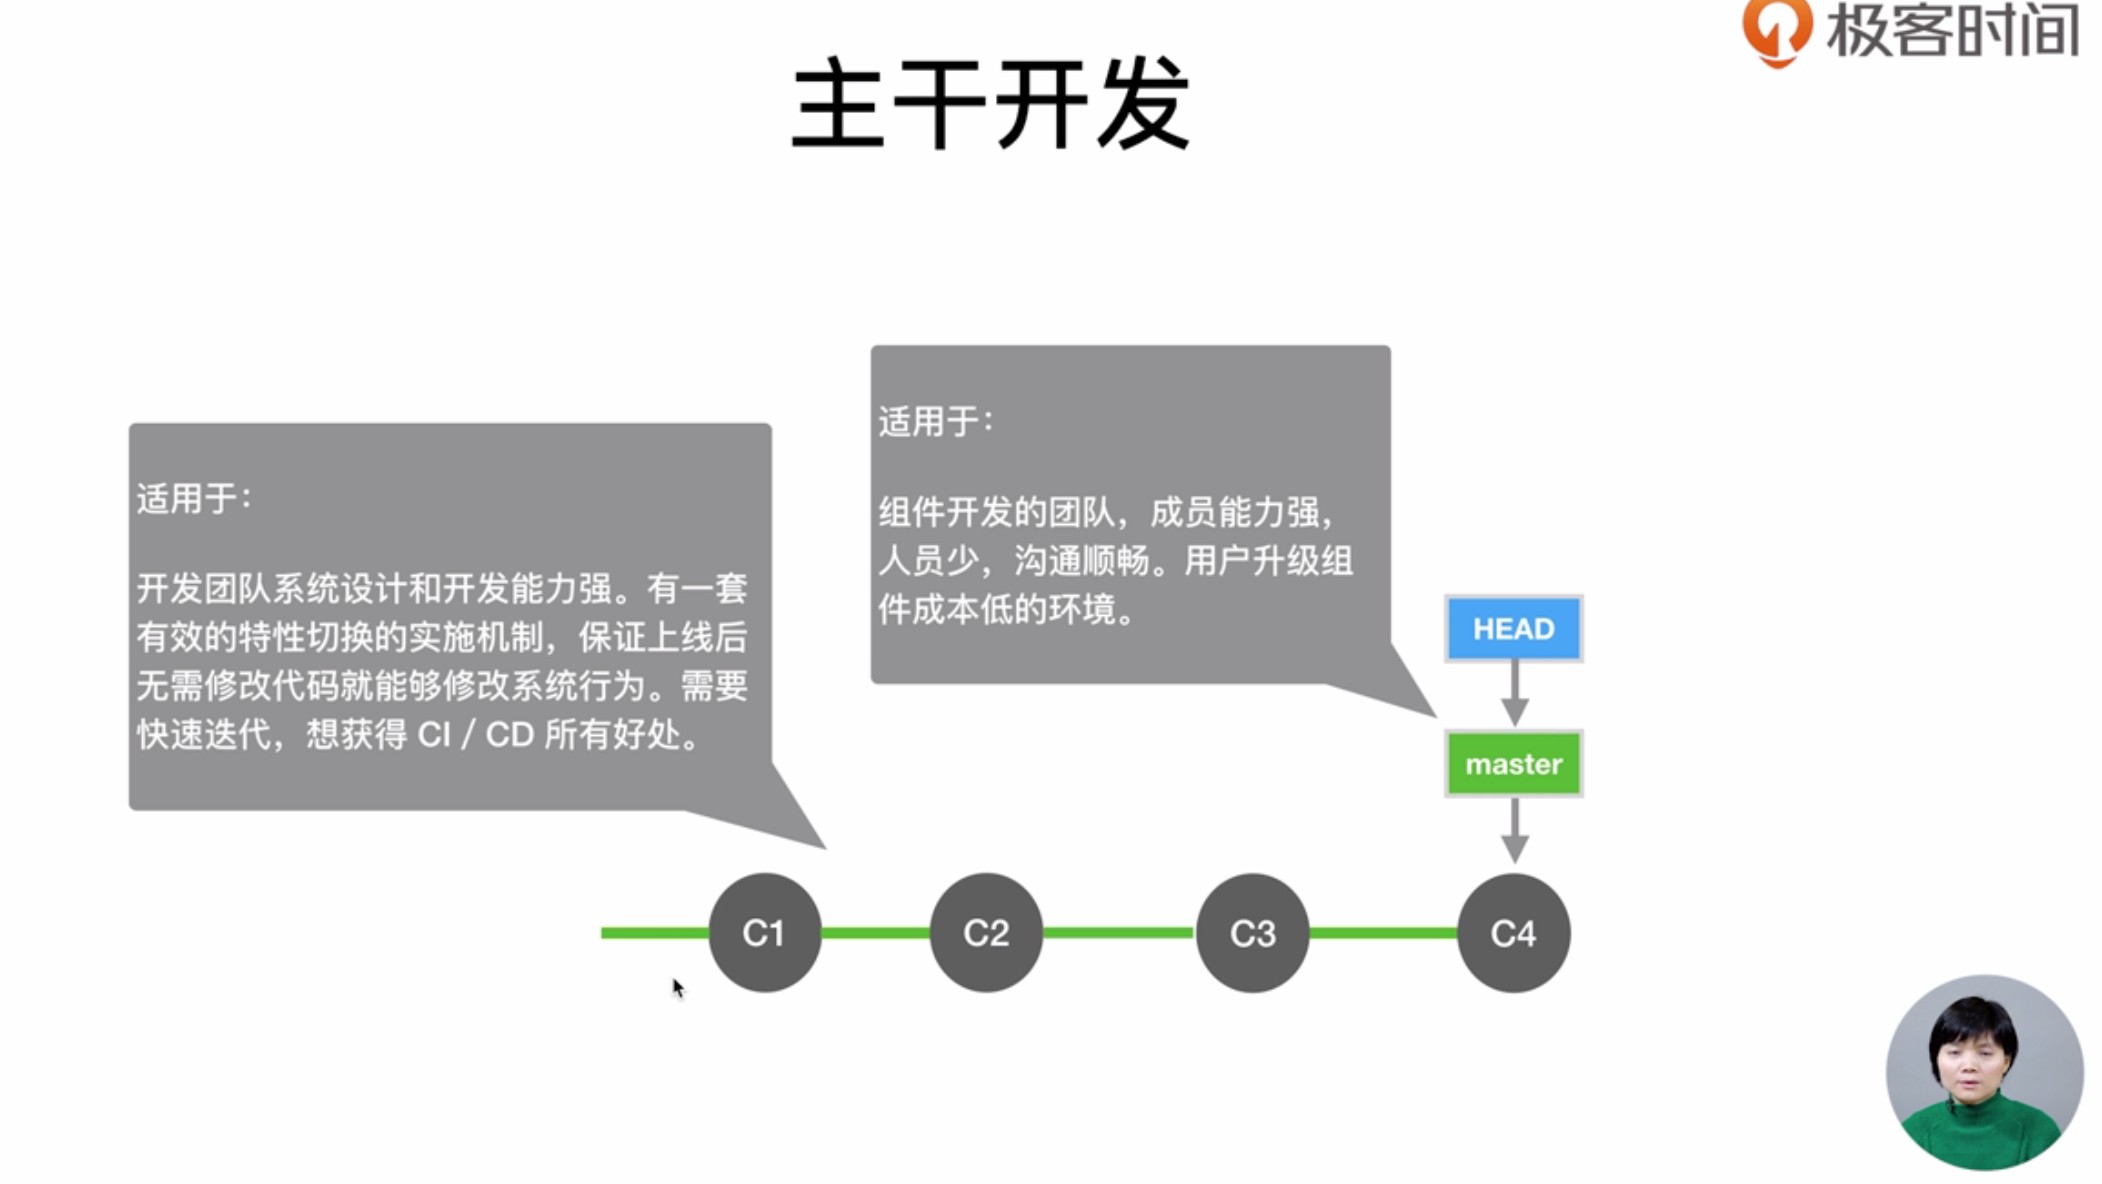 极客时间
主干开发
适用于：
开发团队系统设计和开发能力强。有一套
有效的特性切换的实施机制，保证上线后
无需修改代码就能够修改系统行为。需要
快速迭代，想获得 CI / CD 所有好处。
适用于：
组件开发的团队，成员能力强，
人员少，沟通顺畅。用户升级组
件成本低的环境。
HEAD
master
C1
C2
C3
C4